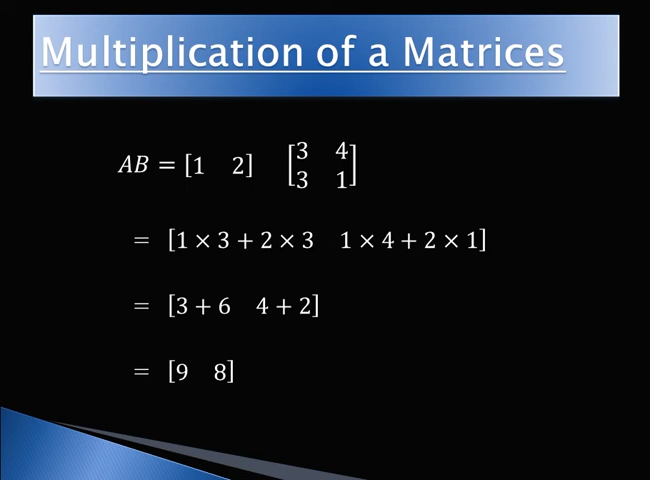 Multiplication of a Matrices
AB = [1 2] [3 4
3 1]
= [1 × 3 + 2 × 3 1 × 4 + 2 × 1]
= [3 + 6 4 + 2]
= [9 8]